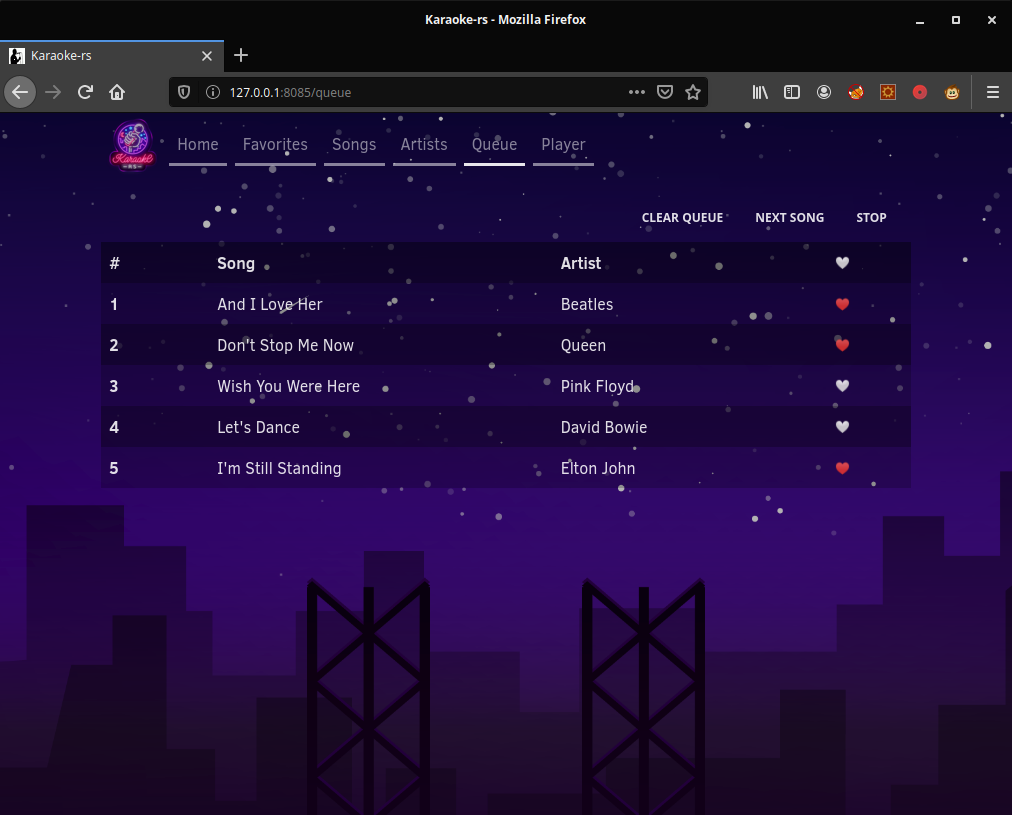 Karaoke-rs - Mozilla Firefox
Karaoke-rs
127.0.0.1:8085/queue
Karaoke
RS
Home Favorites Songs Artists Queue Player
CLEAR QUEUE NEXT SONG STOP
# Song Artist
1 And I Love Her Beatles
2 Don't Stop Me Now Queen
3 Wish You Were Here Pink Floyd
4 Let's Dance David Bowie
5 I'm Still Standing Elton John